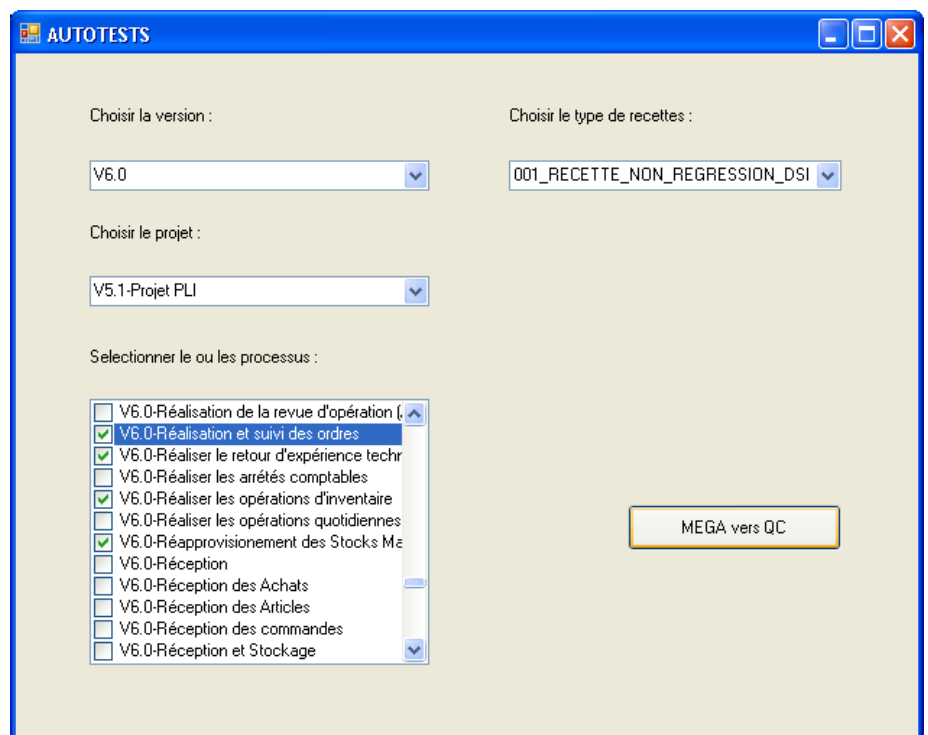 AUTOTESTS
Choisir la version :
Choisir le type de recettes :
V6.0
001_RECETTE_NON_REGRESSION_DSI
Choisir le projet :
V5.1-Projet PLI
Selectionner le ou les processus :
V6.0-Réalisation de la revue d'opération (
V6.0-Réalisation et suivi des ordres
V6.0-Réaliser le retour d'expérience techr
V6.0-Réaliser les arrétés comptables
V6.0-Réaliser les opérations d'inventaire
V6.0-Réaliser les opérations quotidiennes
V6.0-Réapprovisionement des Stocks Ma
V6.0-Réception
V6.0-Réception des Achats
V6.0-Réception des Articles
V6.0-Réception des commandes
V6.0-Réception et Stockage
MEGA vers QC